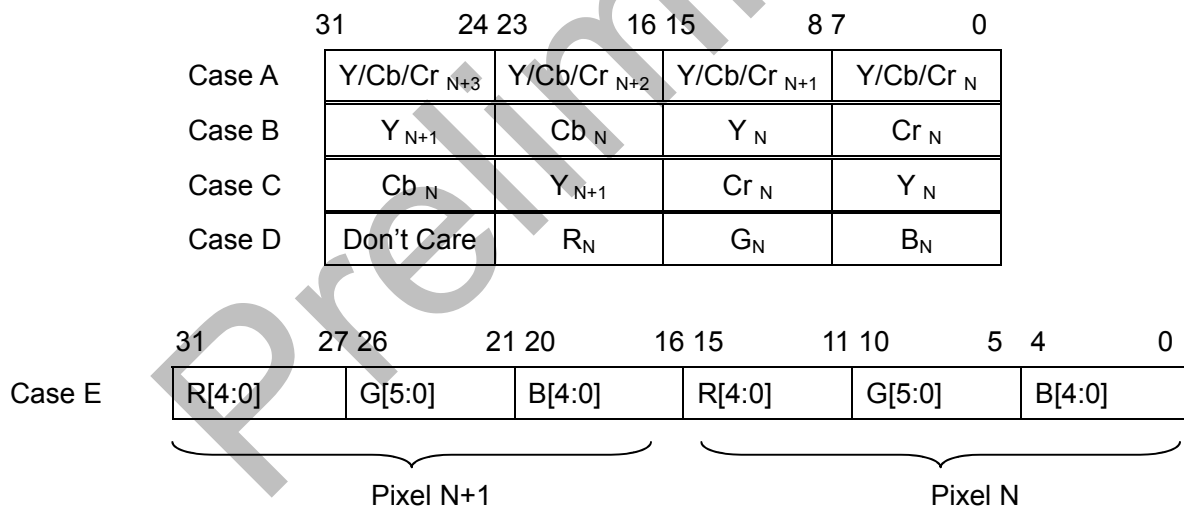 31 24 23 16 15 8 7 0
Case A Y/Cb/Cr N+3 Y/Cb/Cr N+2 Y/Cb/Cr N+1 Y/Cb/Cr N
Case B Y N+1 Cb N Y N Cr N
Case C Cb N Y N+1 Cr N Y N
Case D Don't Care RN GN BN
31 27 26 21 20 16 15 11 10 5 4 0
Case E R[4:0] G[5:0] B[4:0] R[4:0] G[5:0] B[4:0]
Pixel N+1 Pixel N
Prelim